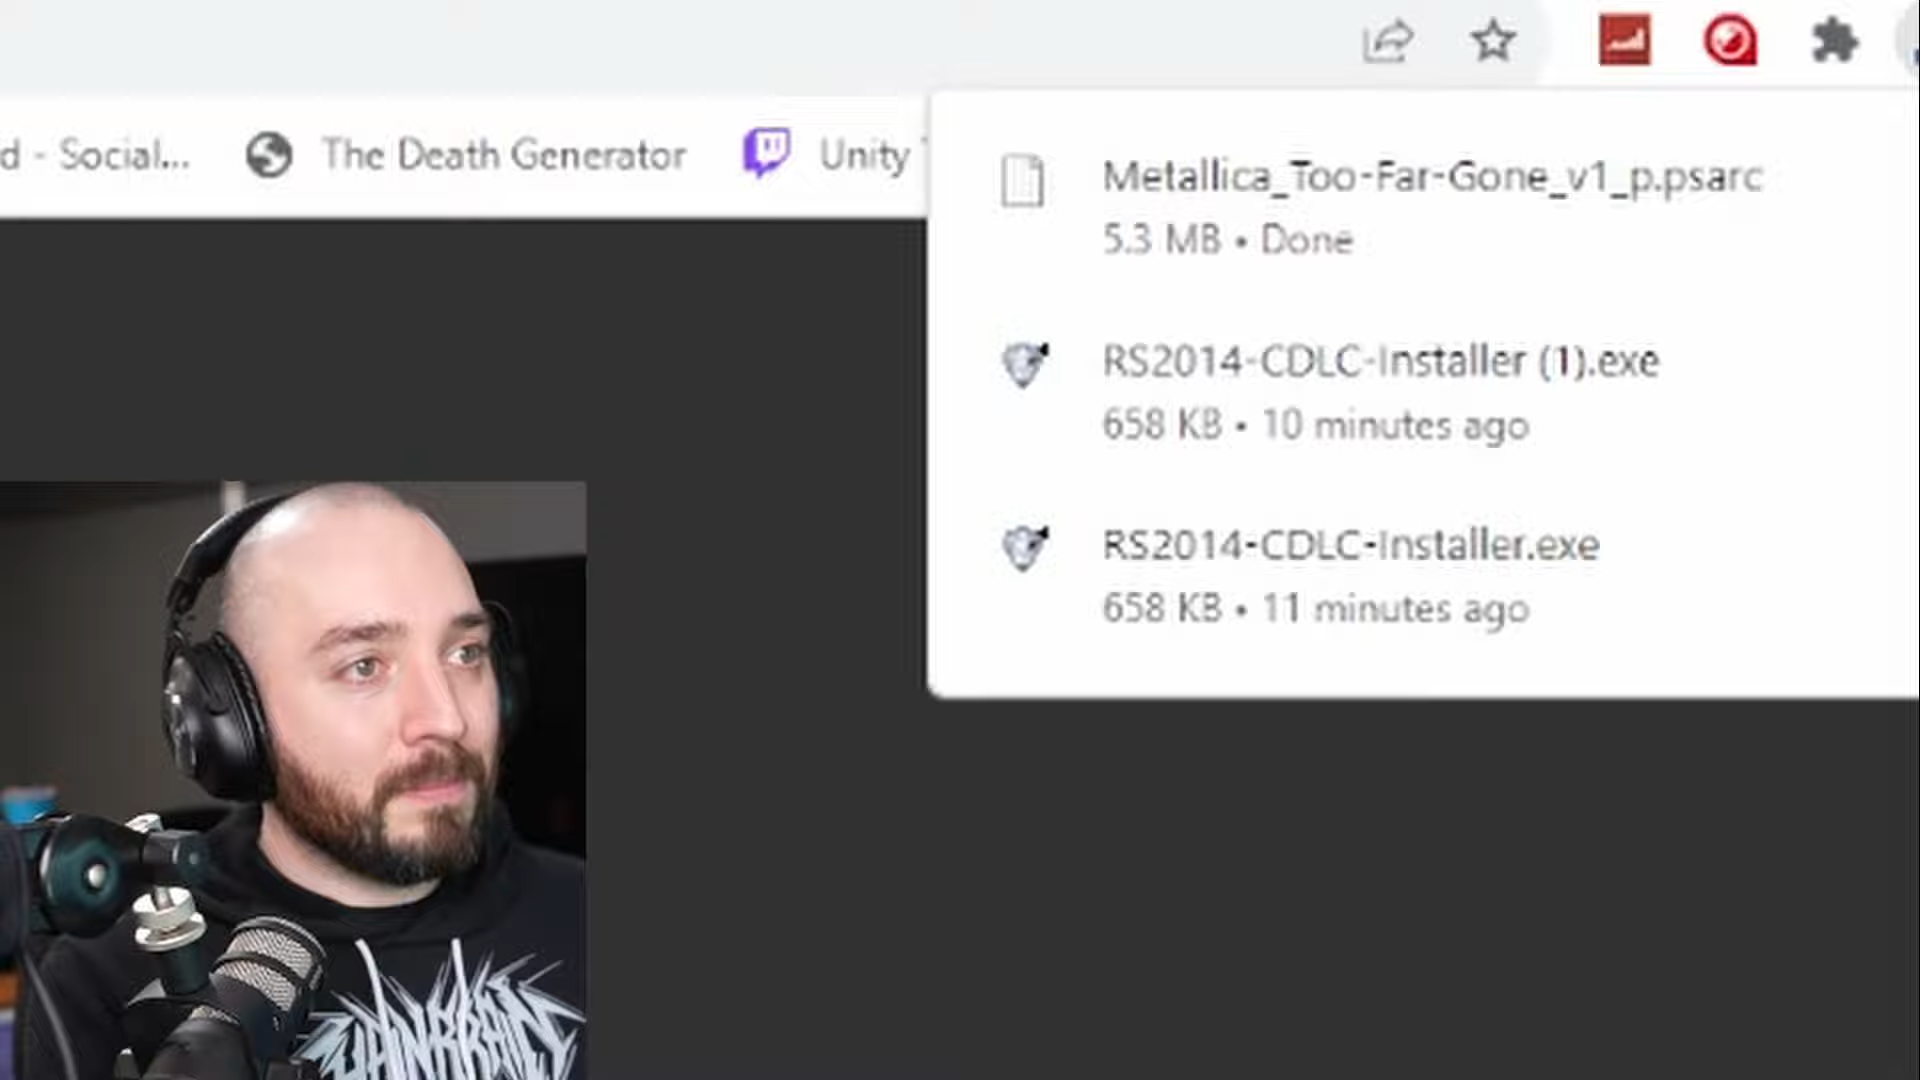 d - Social...
The Death Generator
Unity
Metallica_Too-Far-Gone_v1_p.psarc
5.3 MB • Done
RS2014-CDLC-Installer (1).exe
658 KB • 10 minutes ago
RS2014-CDLC-Installer.exe
658 KB • 11 minutes ago